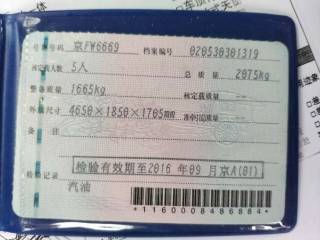 号牌号码 京FW6669 档案编号 020530301319
核定载人数 5人 总质量 2075kg
整备质量 1665kg 核定载质量 --
外廓尺寸 4650×1850×1705mm 准牵引总质量 --
备注
检验有效期至2016年09月京A(01)
检验记录
汽油
*1160008486884*